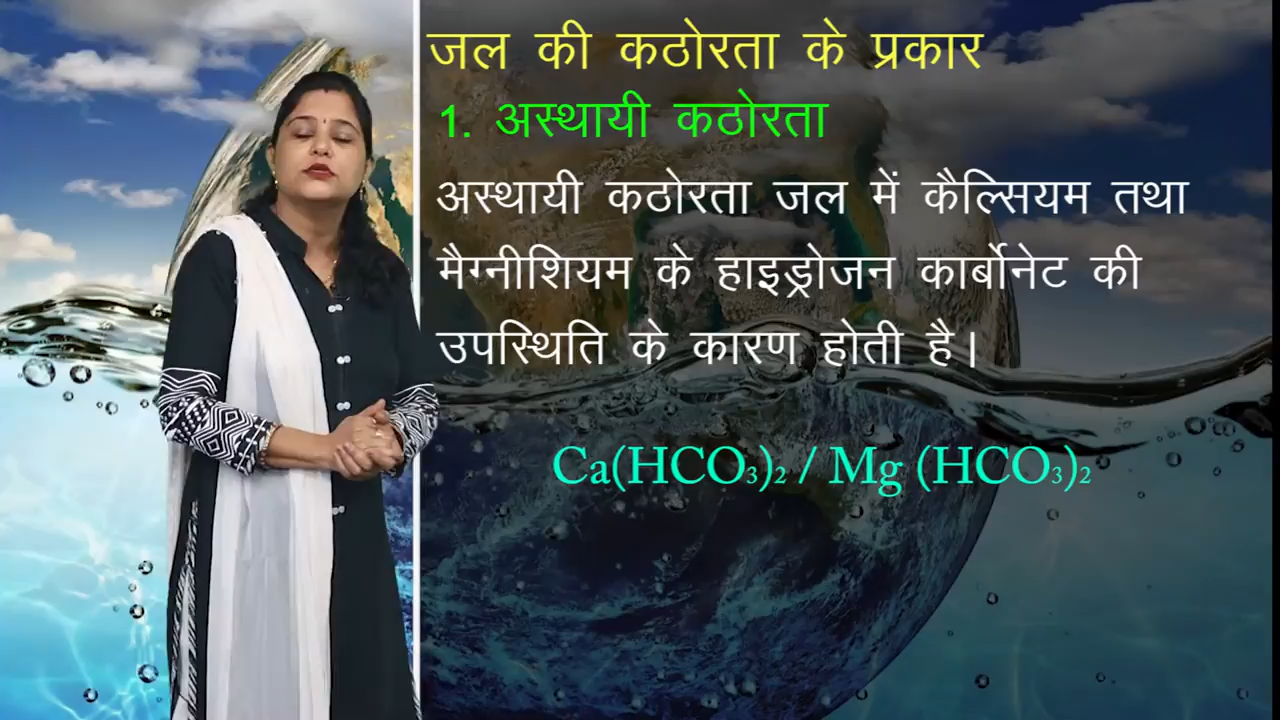 जल की कठोरता के प्रकार
1. अस्थायी कठोरता
अस्थायी कठोरता जल में कैल्सियम तथा
मैग्नीशियम के हाइड्रोजन कार्बोनेट की
उपस्थिति के कारण होती है।
Ca(HCO₃)₂ / Mg (HCO₃)₂